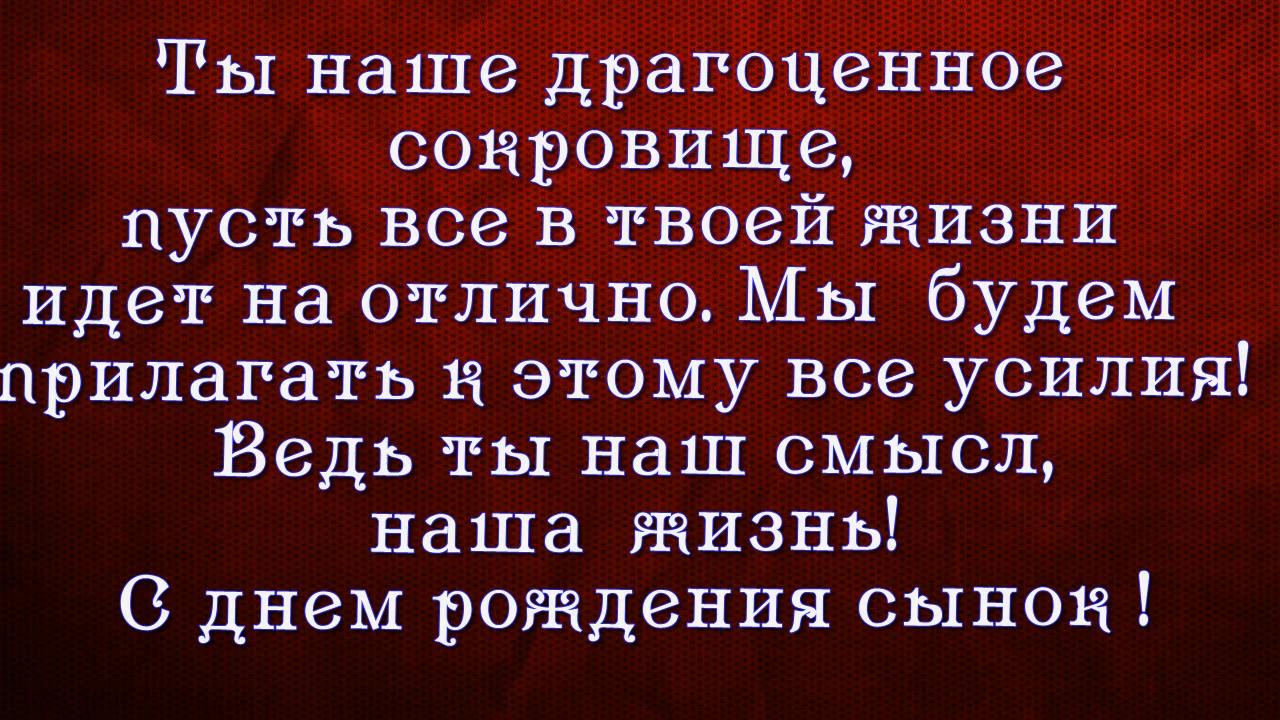 Ты наше драгоценное
сокровище,
пусть все в твоей жизни
идет на отлично. Мы будем
прилагать к этому все усилия!
Ведь ты наш смысл,
наша жизнь!
С днем рождения сынок !